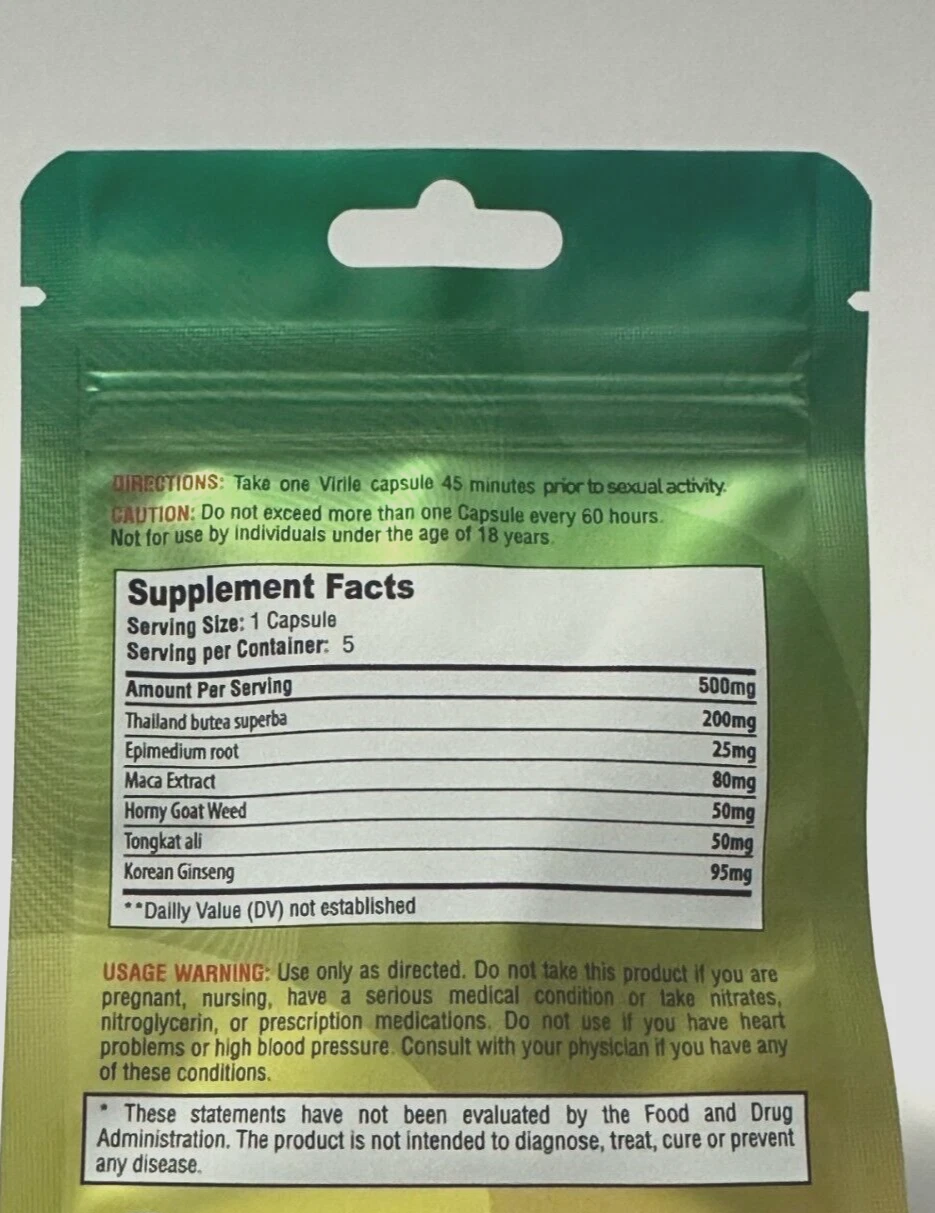 DIRECTIONS: Take one Virile capsule 45 minutes prior to sexual activity.
CAUTION: Do not exceed more than one Capsule every 60 hours.
Not for use by individuals under the age of 18 years.
Supplement Facts
Serving Size: 1 Capsule
Serving per Container: 5
Amount Per Serving 500mg
Thailand butea superba 200mg
Epimedium root 25mg
Maca Extract 80mg
Horny Goat Weed 50mg
Tongkat ali 50mg
Korean Ginseng 95mg
**Dailly Value (DV) not established
USAGE WARNING: Use only as directed. Do not take this product if you are
pregnant, nursing, have a serious medical condition or take nitrates,
nitroglycerin, or prescription medications. Do not use if you have heart
problems or high blood pressure. Consult with your physician if you have any
of these conditions.
* These statements have not been evaluated by the Food and Drug
Administration. The product is not intended to diagnose, treat, cure or prevent
any disease.